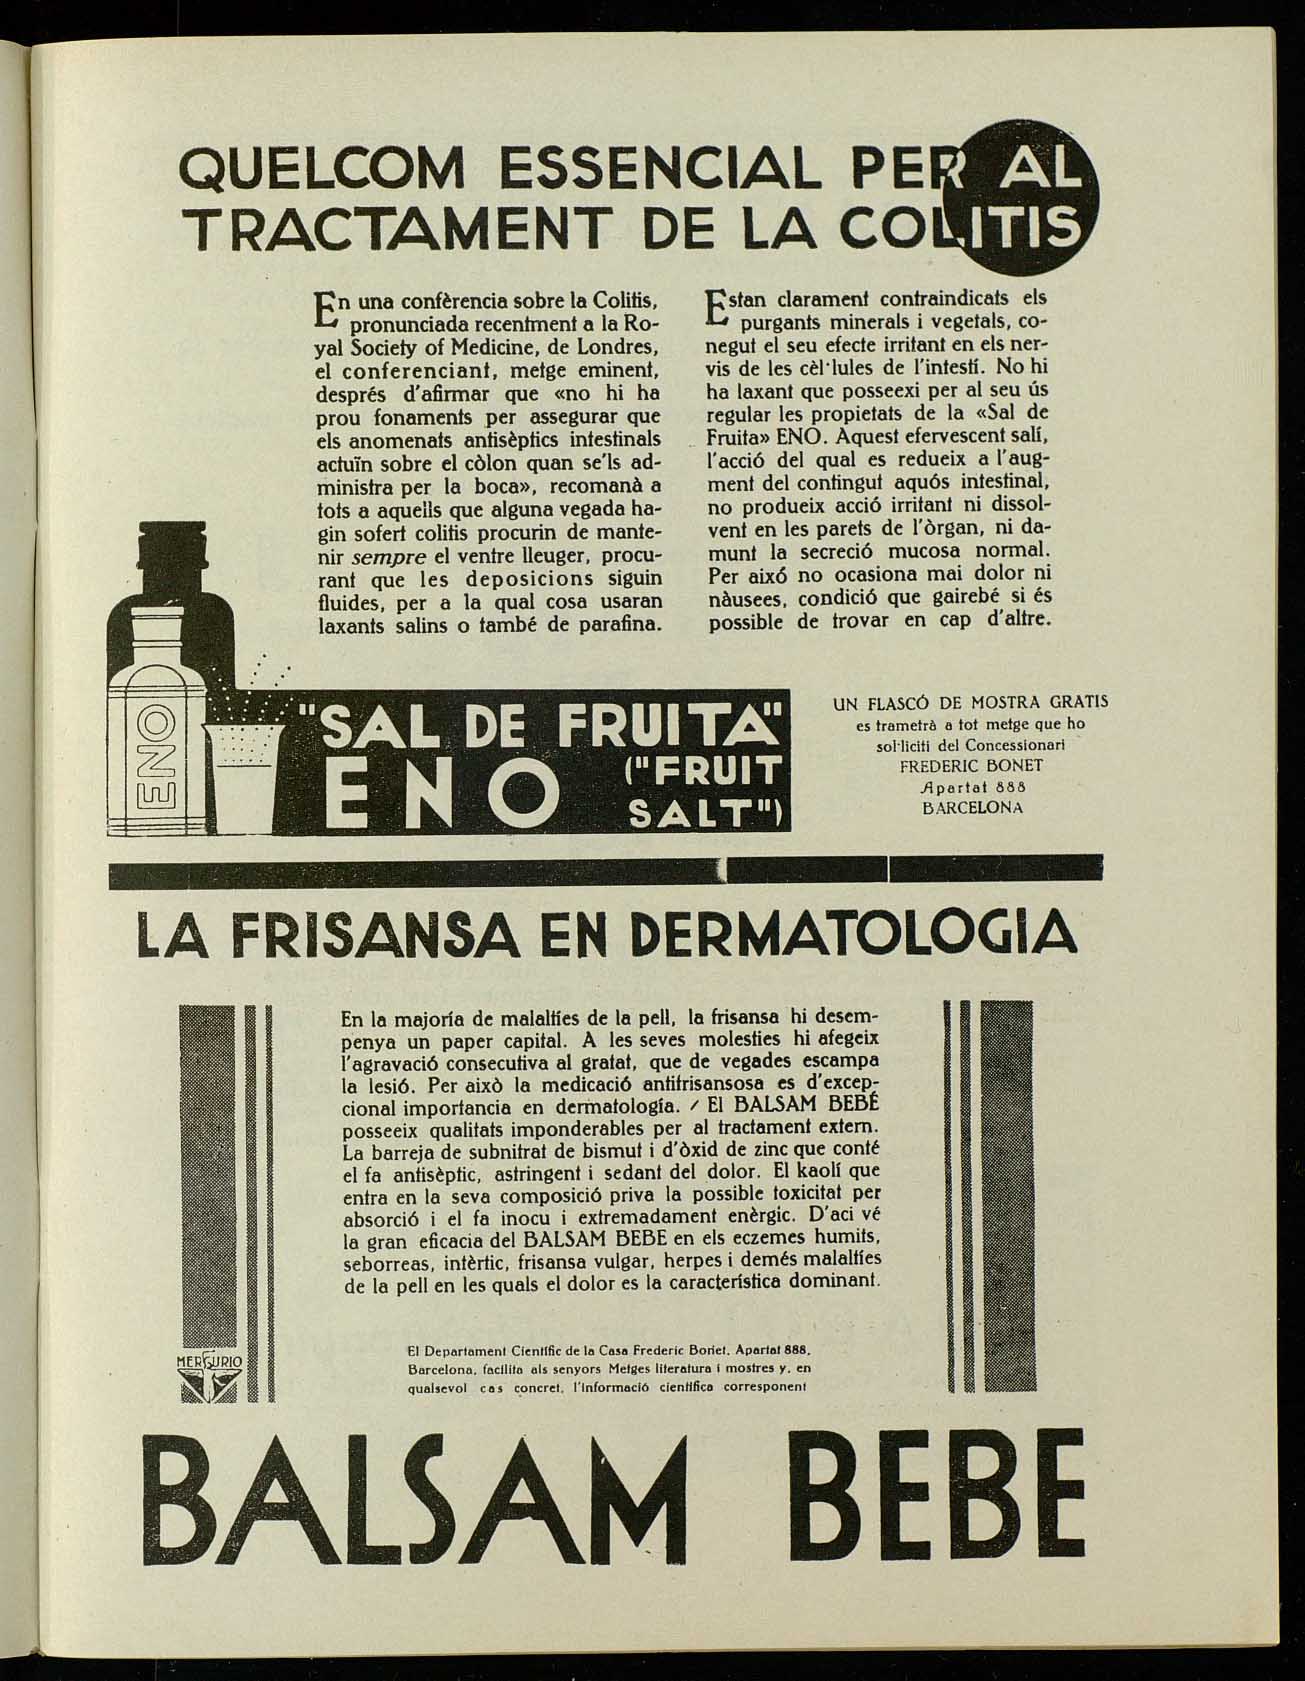 QUELCOM ESSENCIAL PER AL
TRACTAMENT DE LA COLITIS
En una confèrencia sobre la Colitis,
pronunciada recentment a la Ro-
yal Society of Medicine, de Londres,
el conferenciant, metge eminent,
després d'afirmar que «no hi ha
prou fonaments per assegurar que
els anomenats antisèptics intestinals
actuïn sobre el còlon quan se'ls ad-
ministra per la boca», recomanà a
tots a aquells que alguna vegada ha-
gin sofert colitis procurin de mante-
nir sempre el ventre lleuger, procu-
rant que les deposicions siguin
fluides, per a la qual cosa usaran
laxants salins o també de parafina.
Estan clarament contraindicats els
purgants minerals i vegetals, co-
negut el seu efecte irritant en els ner-
vis de les cèl·lules de l'intestí. No hi
ha laxant que posseexi per al seu ús
regular les propietats de la «Sal de
Fruita» ENO. Aquest efervescent salí,
l'acció del qual es redueix a l'aug-
ment del contingut aquós intestinal,
no produeix acció irritant ni dissol-
vent en les parets de l'òrgan, ni da-
munt la secreció mucosa normal.
Per aixó no ocasiona mai dolor ni
nàusees, condició que gairebé si és
possible de trovar en cap d'altre.
ENO
"SAL DE FRUITA"
ENO ("FRUIT
SALT")
UN FLASCÓ DE MOSTRA GRATIS
es trametrà a tot metge que ho
sol·liciti del Concessionari
FREDERIC BONET
Apartat 888
BARCELONA
LA FRISANSA EN DERMATOLOGIA
En la majoría de malalties de la pell, la frisansa hi desem-
penya un paper capital. A les seves molesties hi afegeix
l'agravació consecutiva al gratat, que de vegades escampa
la lesió. Per això la medicació antifrisansosa es d'excep-
cional importancia en dermatología. / El BALSAM BEBÉ
posseeix qualitats imponderables per al tractament extern.
La barreja de subnitrat de bismut i d'òxid de zinc que conté
el fa antisèptic, astringent i sedant del dolor. El kaolí que
entra en la seva composició priva la possible toxicitat per
absorció i el fa inocu i extremadament enèrgic. D'aci vé
la gran eficacia del BALSAM BEBE en els eczemes humits,
seborreas, intèrtic, frisansa vulgar, herpes i demés malalties
de la pell en les quals el dolor es la característica dominant.
MERCURIO
El Departament Científic de la Casa Frederic Bonet, Apartat 888,
Barcelona, facilita als senyors Metges literatura i mostres y, en
qualsevol cas concret, l'informació científica corresponent
BALSAM BEBE